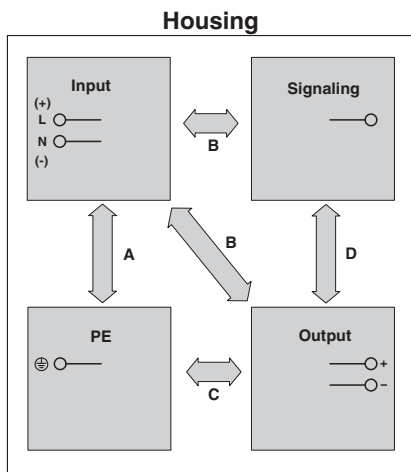 Housing
Input
(+)
L
N
(-)
Signaling
B
A
B
D
PE
C
Output
+
–